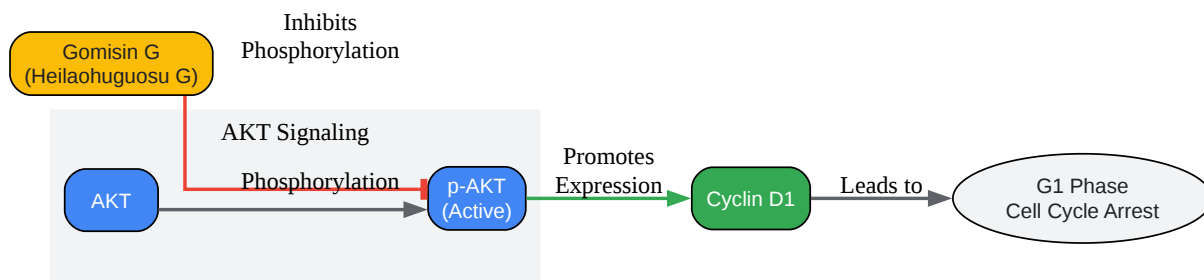 Inhibits
Phosphorylation
Gomisin G
(Heilaohuguosu G)
AKT Signaling
Phosphorylation
AKT
p-AKT
(Active)
Promotes
Expression
Cyclin D1
Leads to
G1 Phase
Cell Cycle Arrest